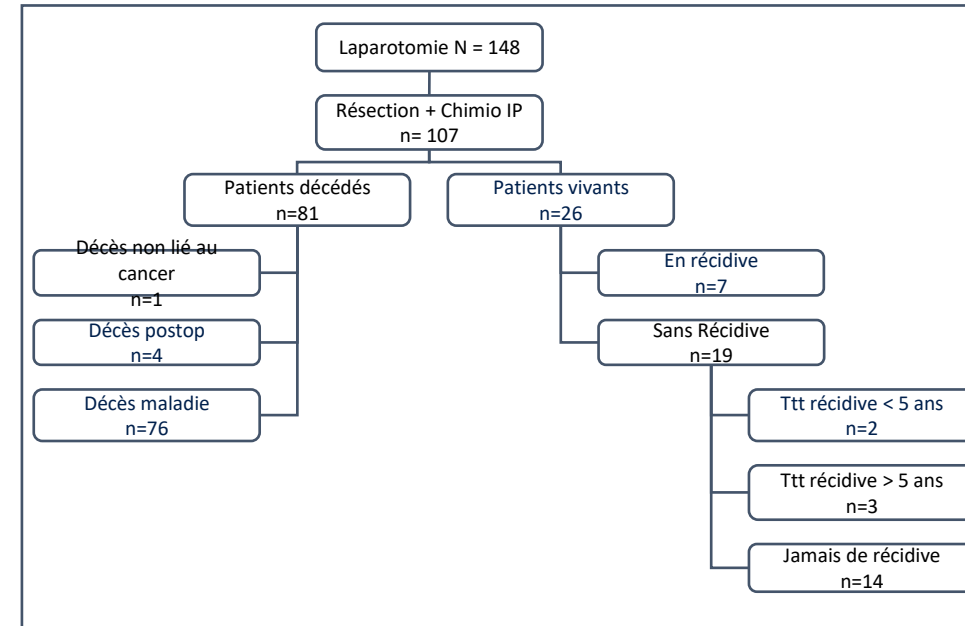 Laparotomie N = 148
Résection + Chimio IP
n= 107
Patients décédés
n=81
Patients vivants
n=26
Décès non lié au
cancer
n=1
Décès postop
n=4
Décès maladie
n=76
En récidive
n=7
Sans Récidive
n=19
Ttt récidive < 5 ans
n=2
Ttt récidive > 5 ans
n=3
Jamais de récidive
n=14